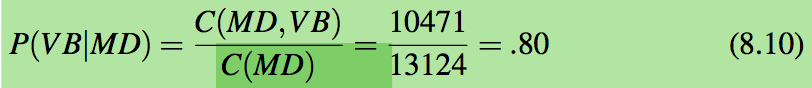 P(VB|MD) = C(MD,VB) / C(MD) = 10471 / 13124 = .80 (8.10)